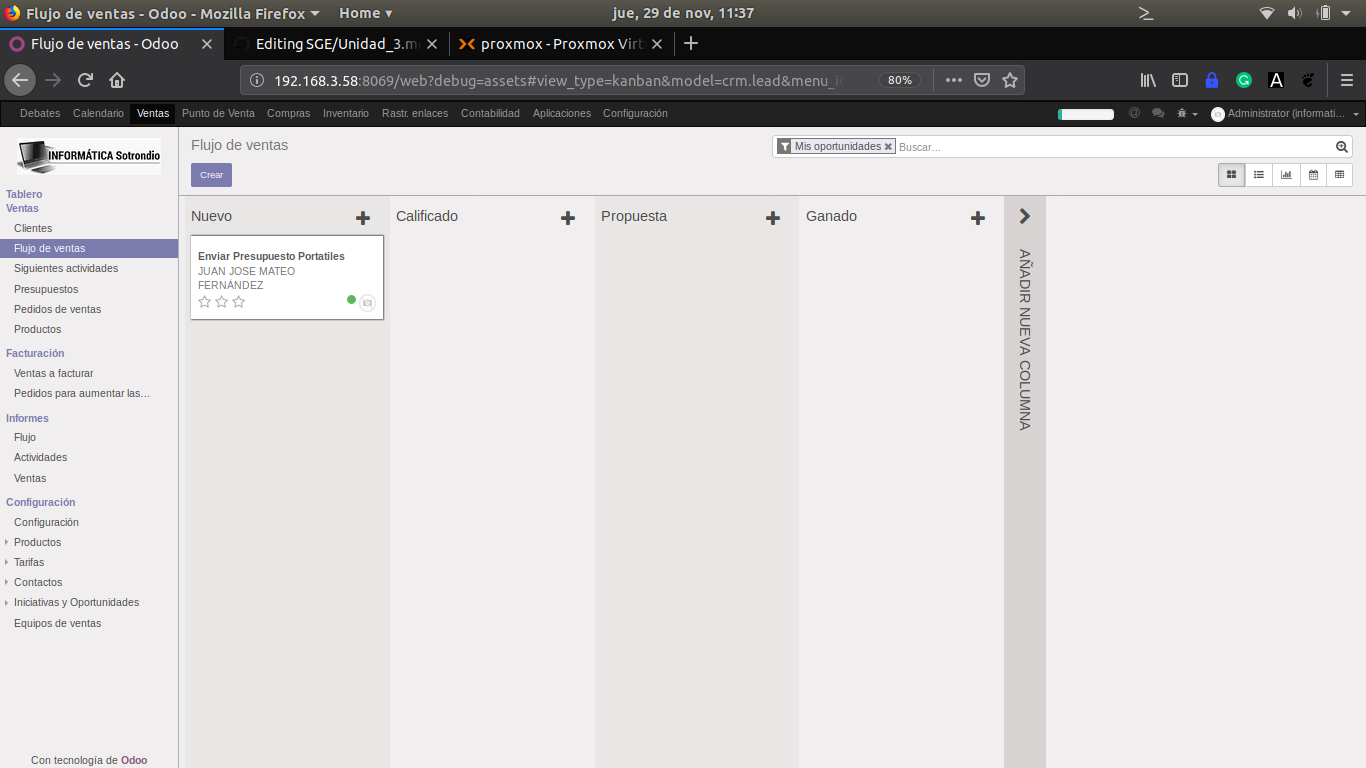 Flujo de ventas - Odoo - Mozilla Firefox
Home
jue, 29 de nov, 11:37
Flujo de ventas - Odoo
Editing SGE/Unidad_3.m
proxmox - Proxmox Virt
192.168.3.58:8069/web?debug=assets#view_type=kanban&model=crm.lead&menu_i
80%
Debates Calendario Ventas Punto de Venta Compras Inventario Rastr. enlaces Contabilidad Aplicaciones Configuración
Administrator (informati...
INFORMÁTICA Sotrondio
Tablero
Ventas
Clientes
Flujo de ventas
Siguientes actividades
Presupuestos
Pedidos de ventas
Productos
Facturación
Ventas a facturar
Pedidos para aumentar las...
Informes
Flujo
Actividades
Ventas
Configuración
Configuración
Productos
Tarifas
Contactos
Iniciativas y Oportunidades
Equipos de ventas
Con tecnología de Odoo
Flujo de ventas
Mis oportunidades
Buscar...
Crear
Nuevo
Enviar Presupuesto Portatiles
JUAN JOSE MATEO
FERNÁNDEZ
Calificado
Propuesta
Ganado
AÑADIR NUEVA COLUMNA